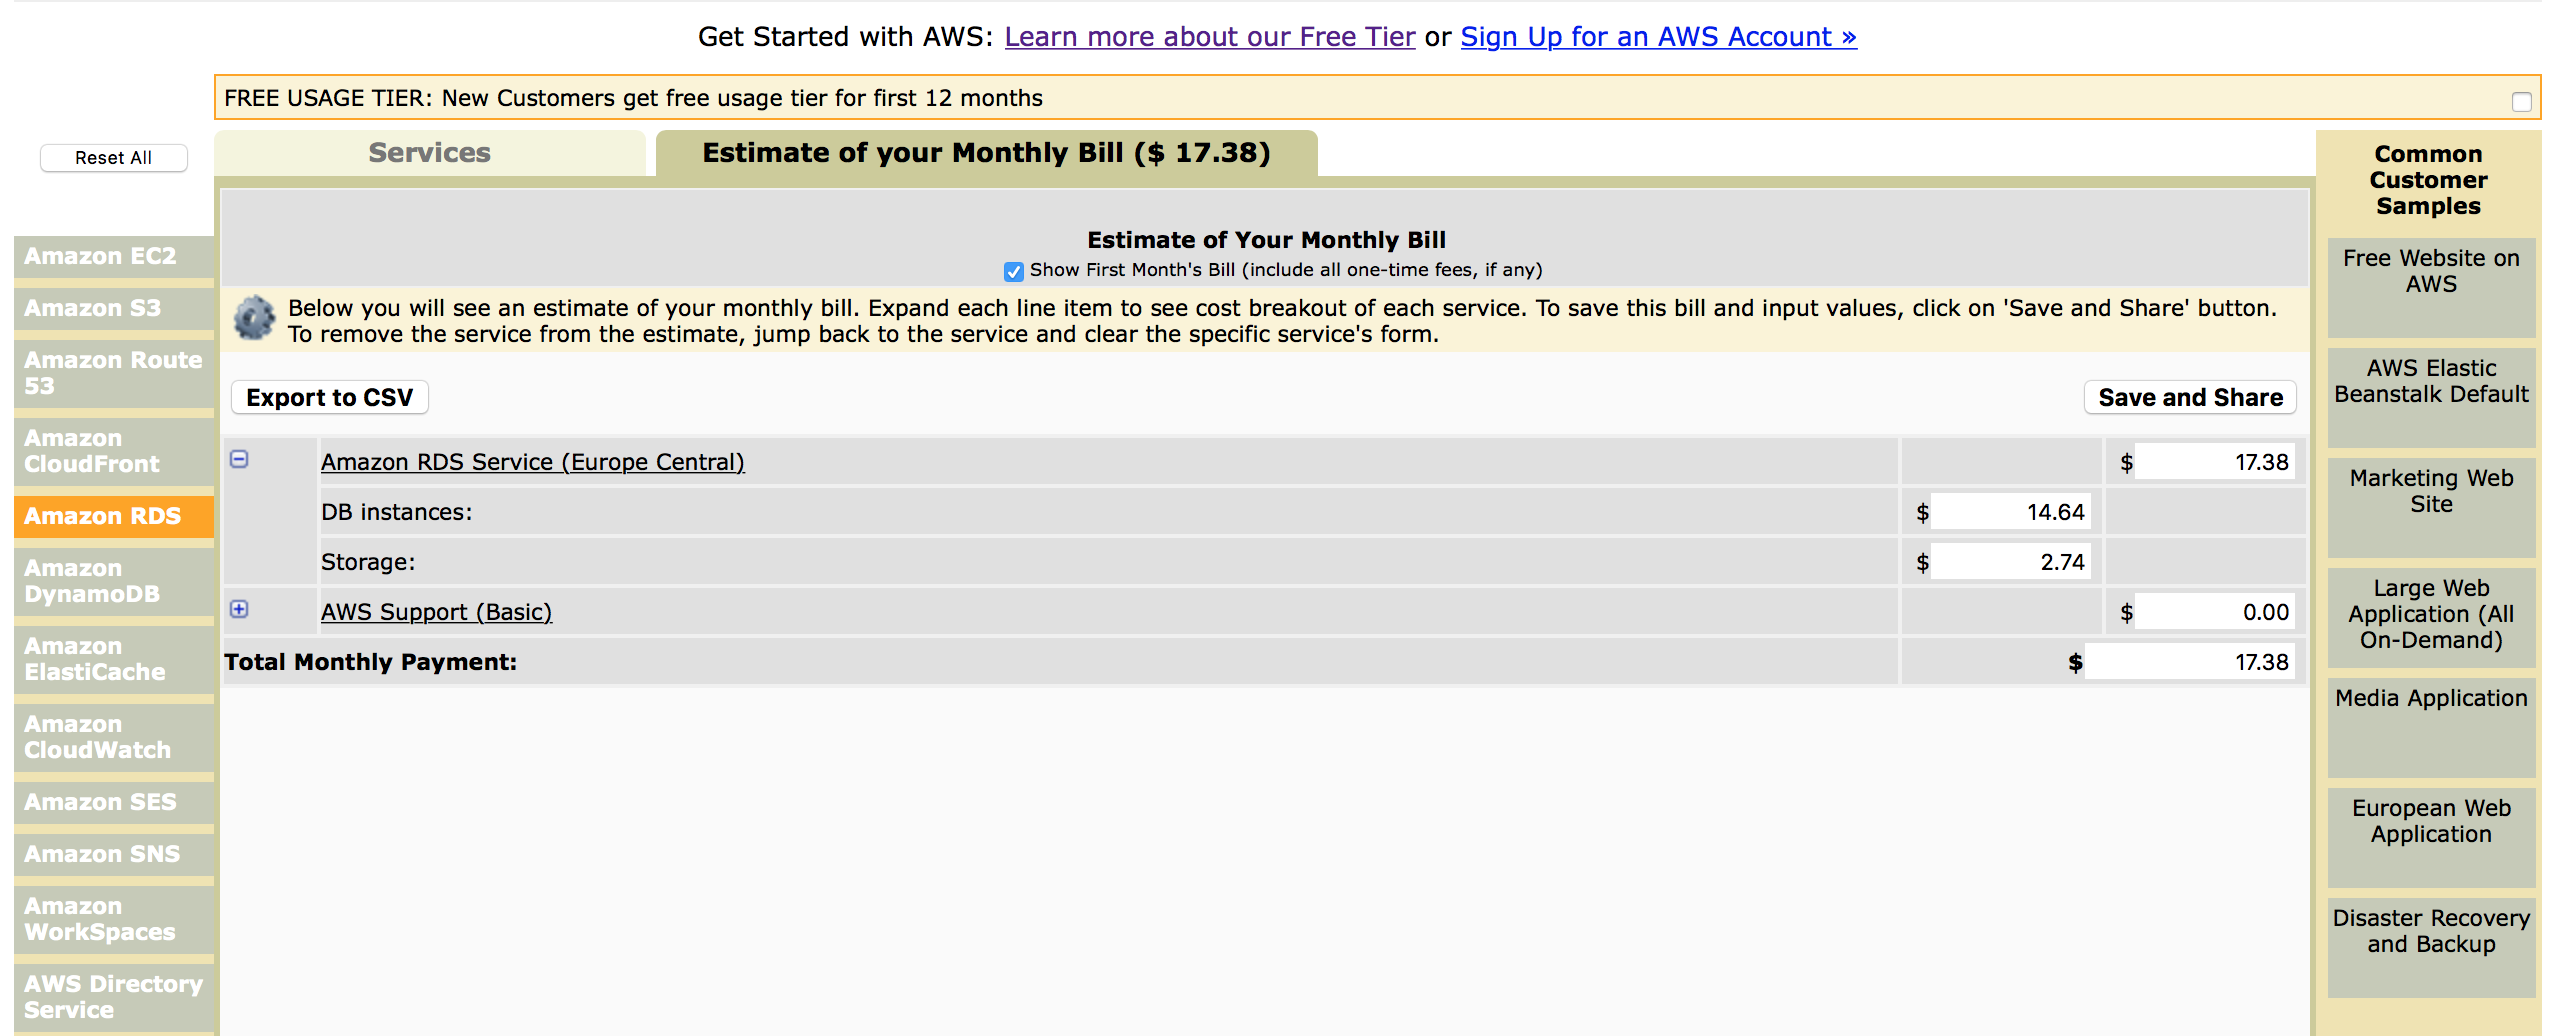 Get Started with AWS: Learn more about our Free Tier or Sign Up for an AWS Account »
FREE USAGE TIER: New Customers get free usage tier for first 12 months
Reset All
Services
Estimate of your Monthly Bill ($ 17.38)
Amazon EC2
Amazon S3
Amazon Route
53
Amazon
CloudFront
Amazon RDS
Amazon
DynamoDB
Amazon
ElastiCache
Amazon
CloudWatch
Amazon SES
Amazon SNS
Amazon
WorkSpaces
AWS Directory
Service
Estimate of Your Monthly Bill
Show First Month's Bill (include all one-time fees, if any)
Below you will see an estimate of your monthly bill. Expand each line item to see cost breakout of each service. To save this bill and input values, click on 'Save and Share' button.
To remove the service from the estimate, jump back to the service and clear the specific service's form.
Export to CSV
Save and Share
Amazon RDS Service (Europe Central) $ 17.38
DB instances: $ 14.64
Storage: $ 2.74
AWS Support (Basic) $ 0.00
Total Monthly Payment: $ 17.38
Common
Customer
Samples
Free Website on
AWS
AWS Elastic
Beanstalk Default
Marketing Web
Site
Large Web
Application (All
On-Demand)
Media Application
European Web
Application
Disaster Recovery
and Backup